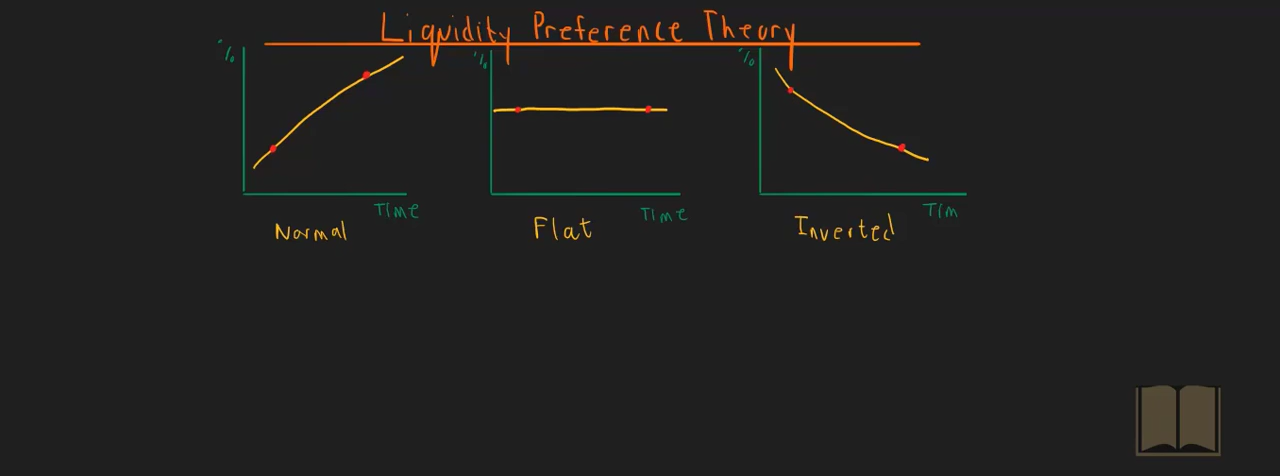 Liquidity Preference Theory
% % %
Time Time Tim
Normal Flat Inverted